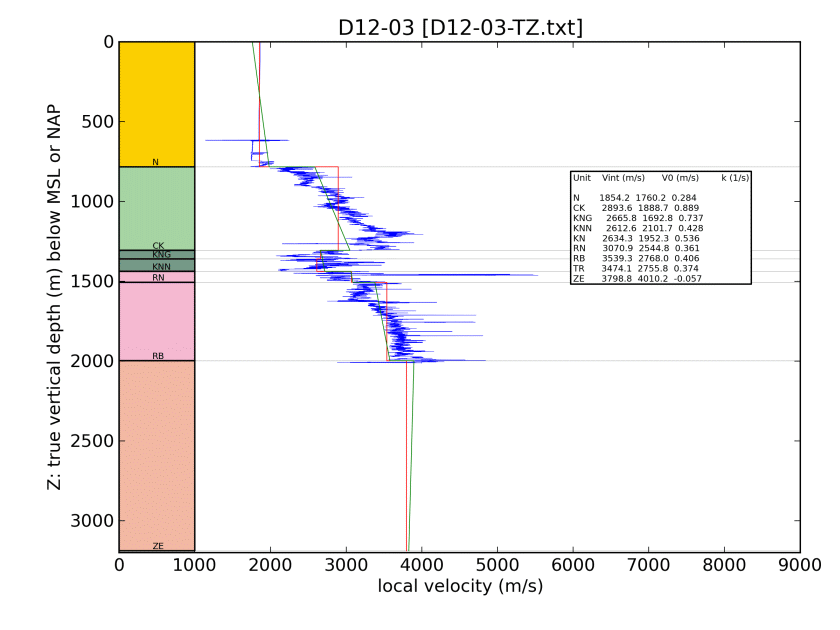 D12-03 [D12-03-TZ.txt]
Z: true vertical depth (m) below MSL or NAP
0
500
1000
1500
2000
2500
3000
N
CK
KNG
KNN
RN
RB
ZE
Unit Vint (m/s) V0 (m/s) k (1/s)
N 1854.2 1760.2 0.284
CK 2893.6 1888.7 0.889
KNG 2665.8 1692.8 0.737
KNN 2612.6 2101.7 0.428
KN 2634.3 1952.3 0.536
RN 3070.9 2544.8 0.361
RB 3539.3 2768.0 0.406
TR 3474.1 2755.8 0.374
ZE 3798.8 4010.2 -0.057
0 1000 2000 3000 4000 5000 6000 7000 8000 9000
local velocity (m/s)